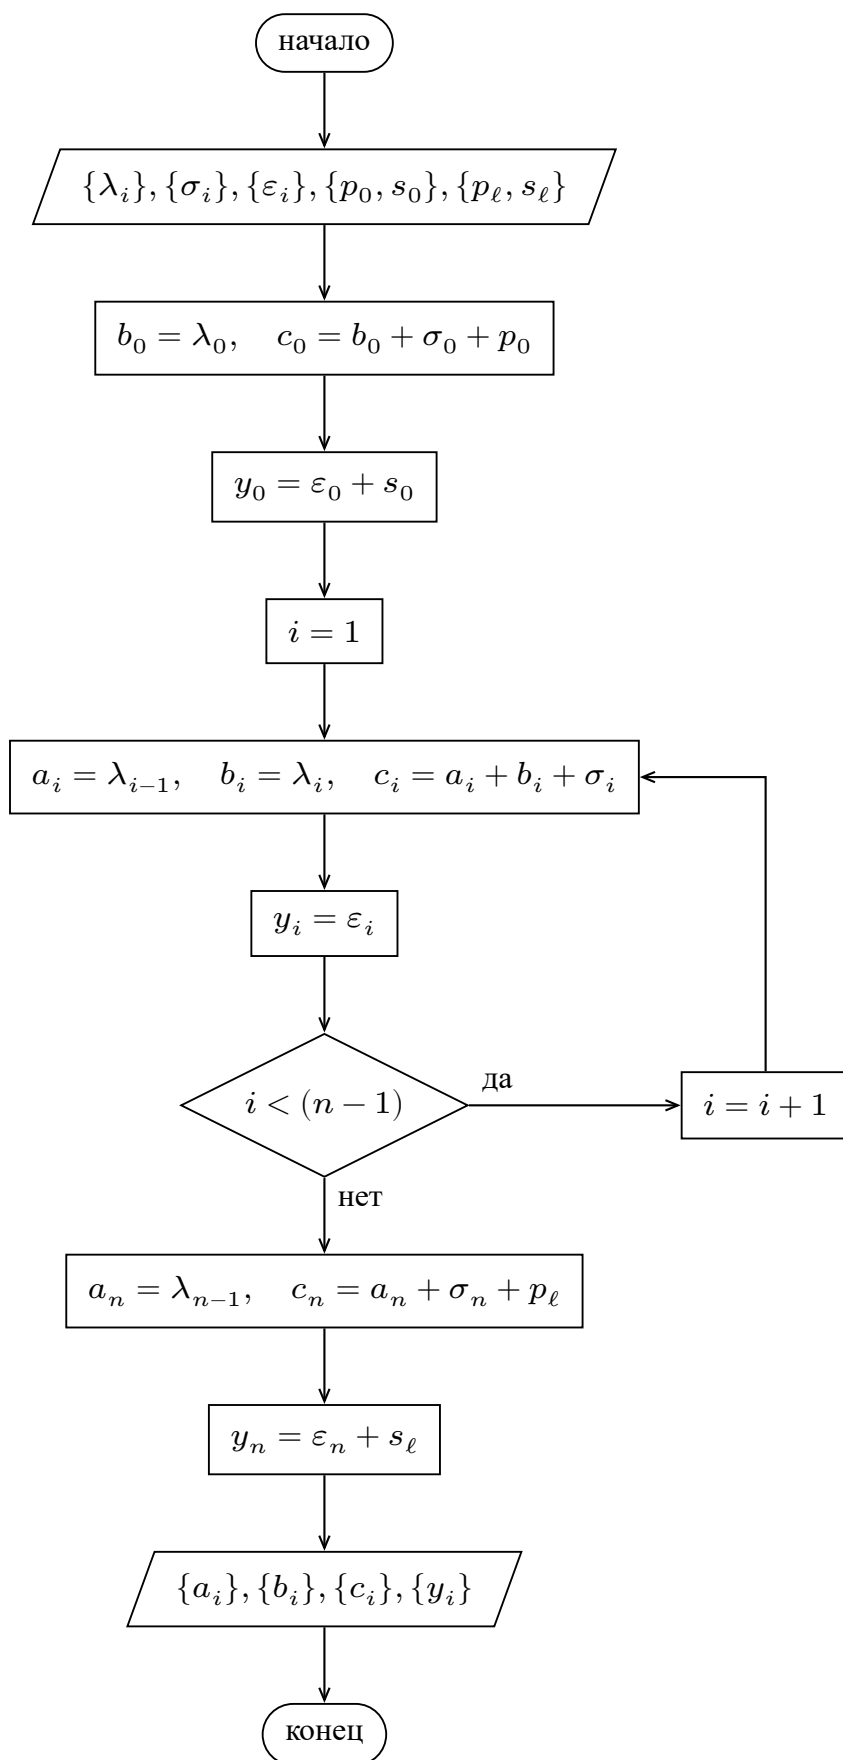 начало
{λ_i}, {σ_i}, {ε_i}, {p_0, s_0}, {p_ℓ, s_ℓ}
b_0 = λ_0,   c_0 = b_0 + σ_0 + p_0
y_0 = ε_0 + s_0
i = 1
a_i = λ_{i−1},   b_i = λ_i,   c_i = a_i + b_i + σ_i
y_i = ε_i
i < (n − 1)
да
i = i + 1
нет
a_n = λ_{n−1},   c_n = a_n + σ_n + p_ℓ
y_n = ε_n + s_ℓ
{a_i}, {b_i}, {c_i}, {y_i}
конец